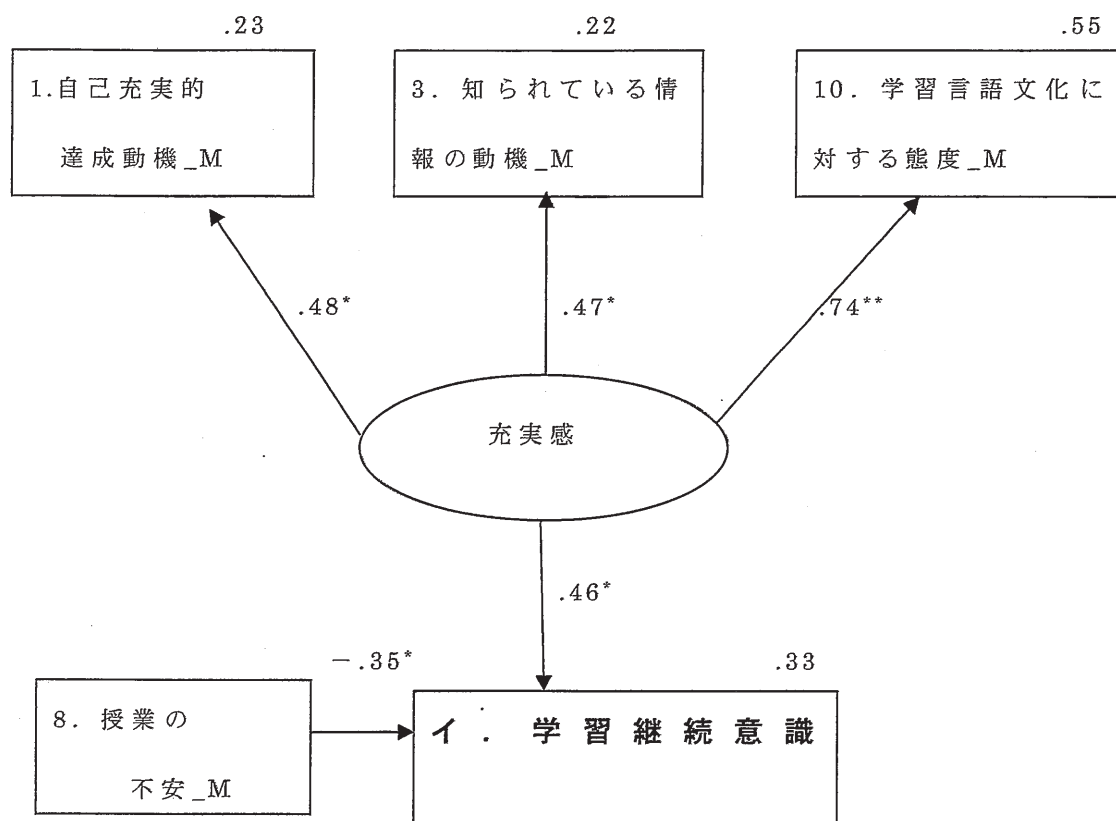 .23
.22
.55
1.自己充実的
達成動機_M
3. 知られている情
報の動機_M
10. 学習言語文化に
対する態度_M
.48*
.47*
.74**
充実感
.46*
－.35*
.33
8. 授業の
不安_M
イ. 学習継続意識